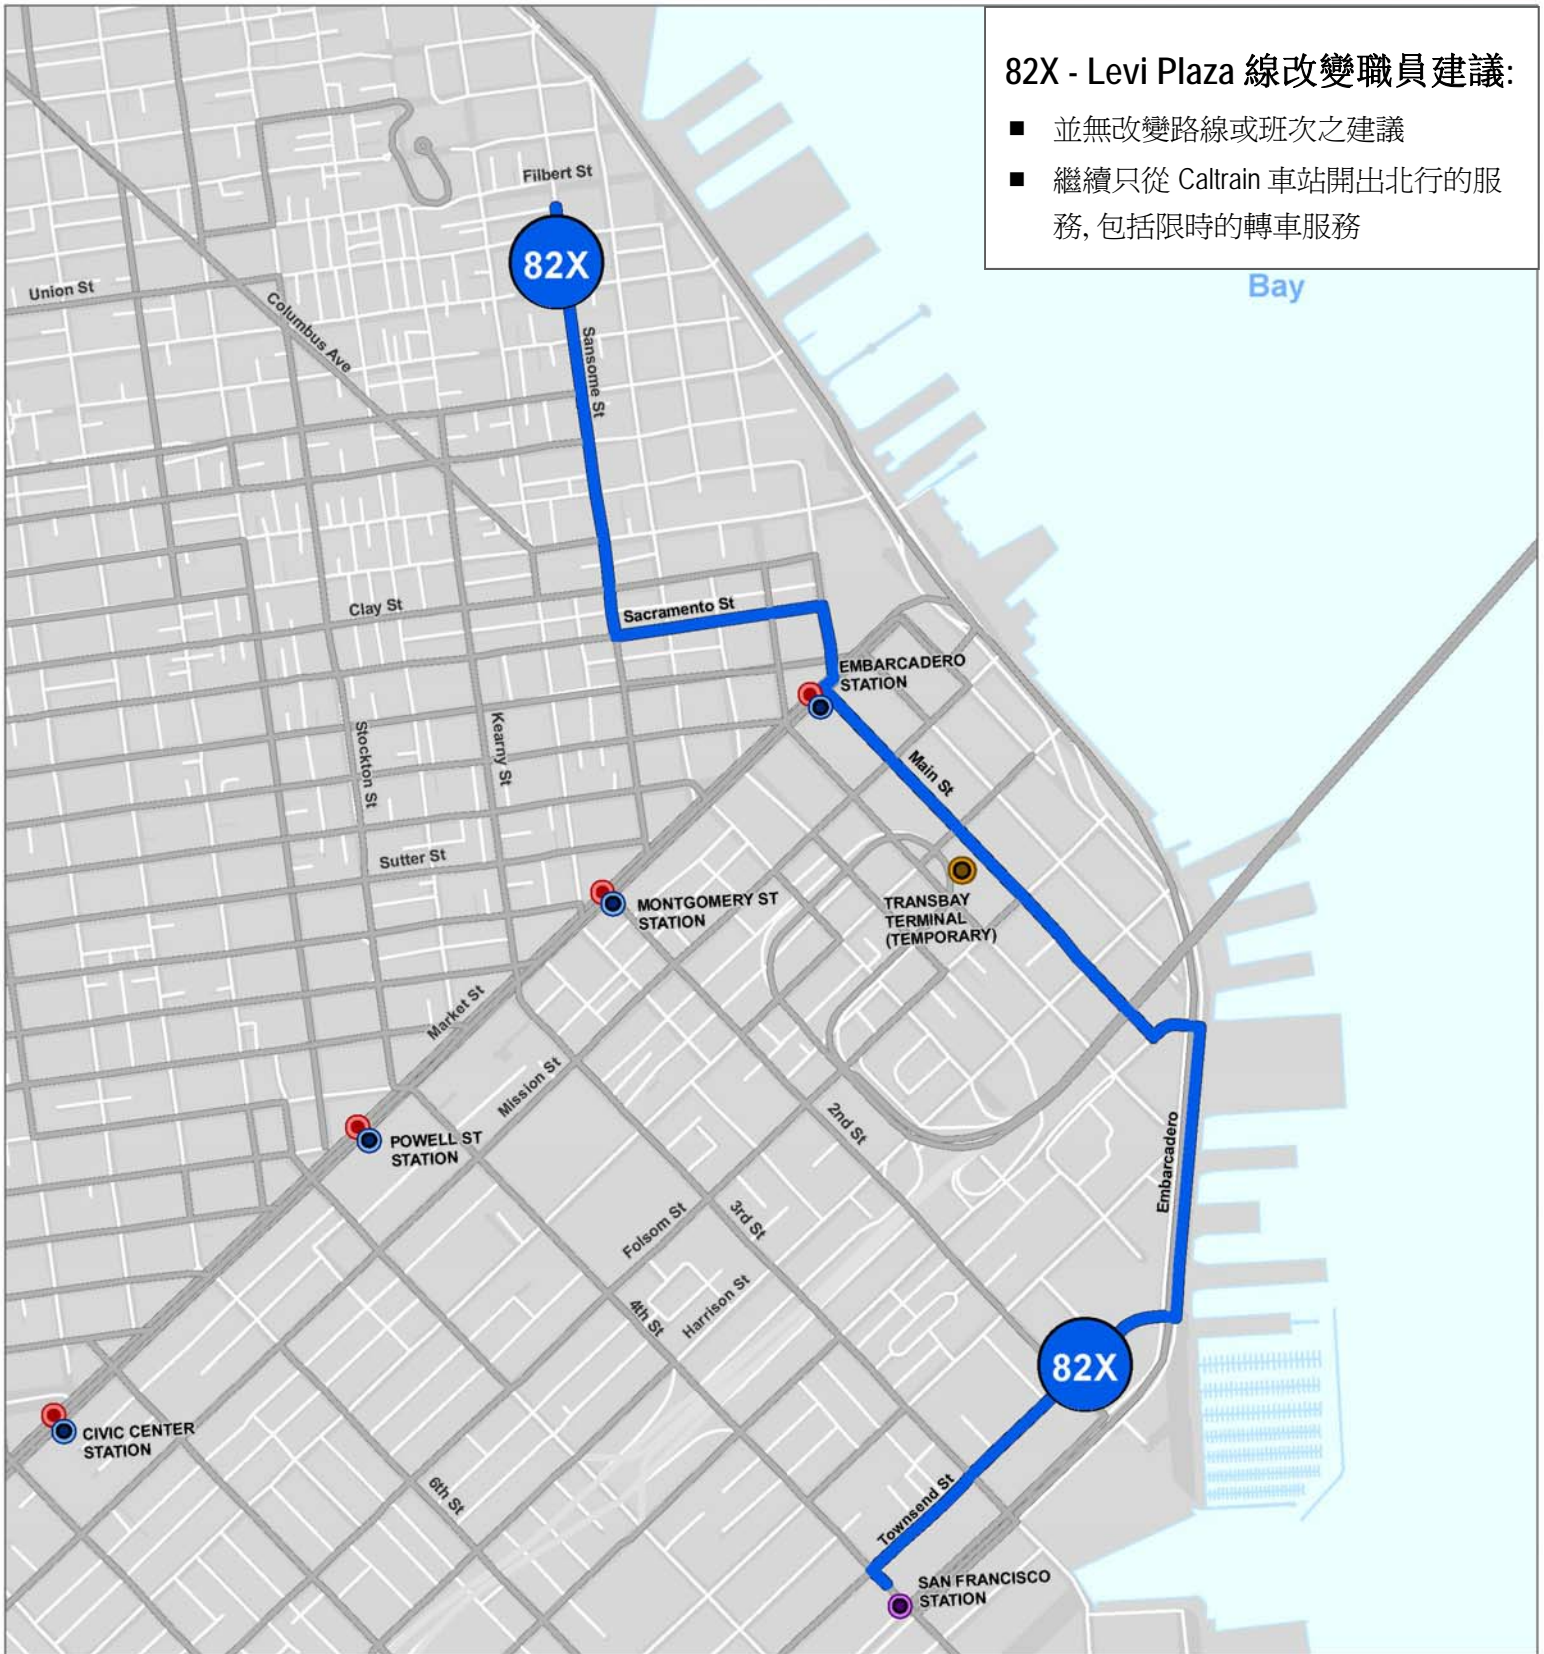 82X - Levi Plaza 線改變職員建議:
■ 並無改變路線或班次之建議
■ 繼續只從 Caltrain 車站開出北行的服
務, 包括限時的轉車服務
Bay
Filbert St
82X
Union St
Columbus Ave
Sansome St
Clay St
Sacramento St
EMBARCADERO
STATION
Stockton St
Kearny St
Main St
Sutter St
MONTGOMERY ST
STATION
TRANSBAY
TERMINAL
(TEMPORARY)
Market St
Mission St
2nd St
POWELL ST
STATION
Embarcadero
Folsom St
3rd St
Harrison St
4th St
82X
CIVIC CENTER
STATION
6th St
Townsend St
SAN FRANCISCO
STATION